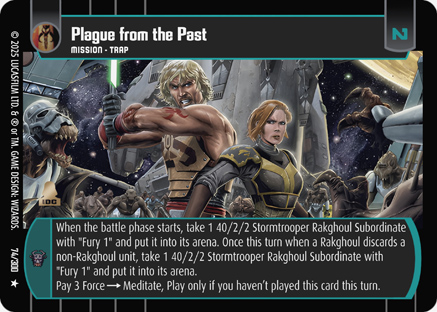 Plague from the Past
MISSION - TRAP
N
© 2025 LUCASFILM LTD. & ® or TM. GAME DESIGN: WIZARDS.
74/300
When the battle phase starts, take 1 40/2/2 Stormtrooper Rakghoul Subordinate
with "Fury 1" and put it into its arena. Once this turn when a Rakghoul discards a
non-Rakghoul unit, take 1 40/2/2 Stormtrooper Rakghoul Subordinate with
"Fury 1" and put it into its arena.
Pay 3 Force → Meditate, Play only if you haven't played this card this turn.